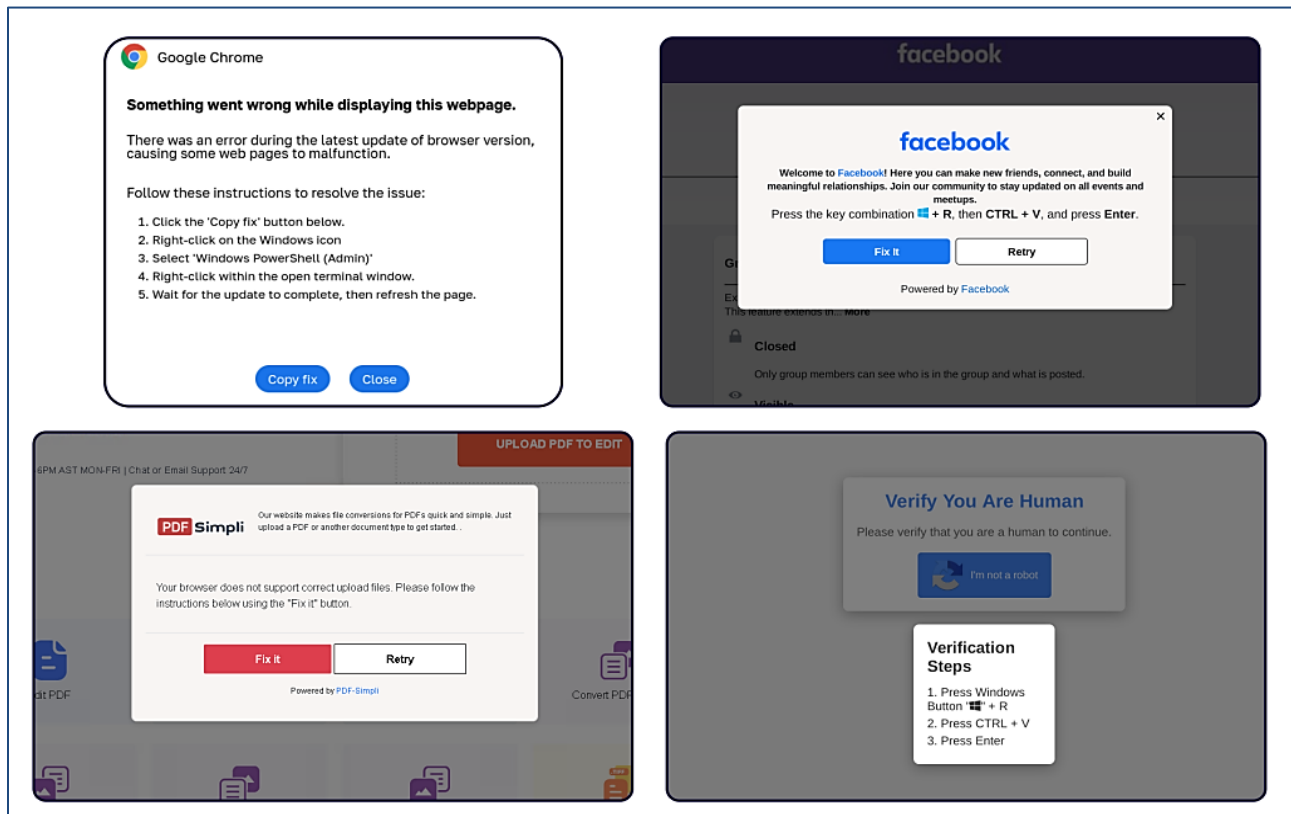 Google Chrome
Something went wrong while displaying this webpage.
There was an error during the latest update of browser version,
causing some web pages to malfunction.
Follow these instructions to resolve the issue:
1. Click the 'Copy fix' button below.
2. Right-click on the Windows icon
3. Select 'Windows PowerShell (Admin)'
4. Right-click within the open terminal window.
5. Wait for the update to complete, then refresh the page.
Copy fix
Close
facebook
facebook
Welcome to Facebook! Here you can make new friends, connect, and build
meaningful relationships. Join our community to stay updated on all events and
meetups.
Press the key combination + R, then CTRL + V, and press Enter.
Fix It
Retry
Powered by Facebook
This feature extends th... More
Closed
Only group members can see who is in the group and what is posted.
Visible
UPLOAD PDF TO EDIT
6PM AST MON-FRI | Chat or Email Support 24/7
PDF Simpli
Our website makes file conversions for PDFs quick and simple. Just
upload a PDF or another document type to get started. .
Your browser does not support correct upload files. Please follow the
instructions below using the "Fix it" button.
Fix it
Retry
Powered by PDF-Simpli
dit PDF
Convert PDF
Verify You Are Human
Please verify that you are a human to continue.
I'm not a robot
Verification
Steps
1. Press Windows
Button "" + R
2. Press CTRL + V
3. Press Enter